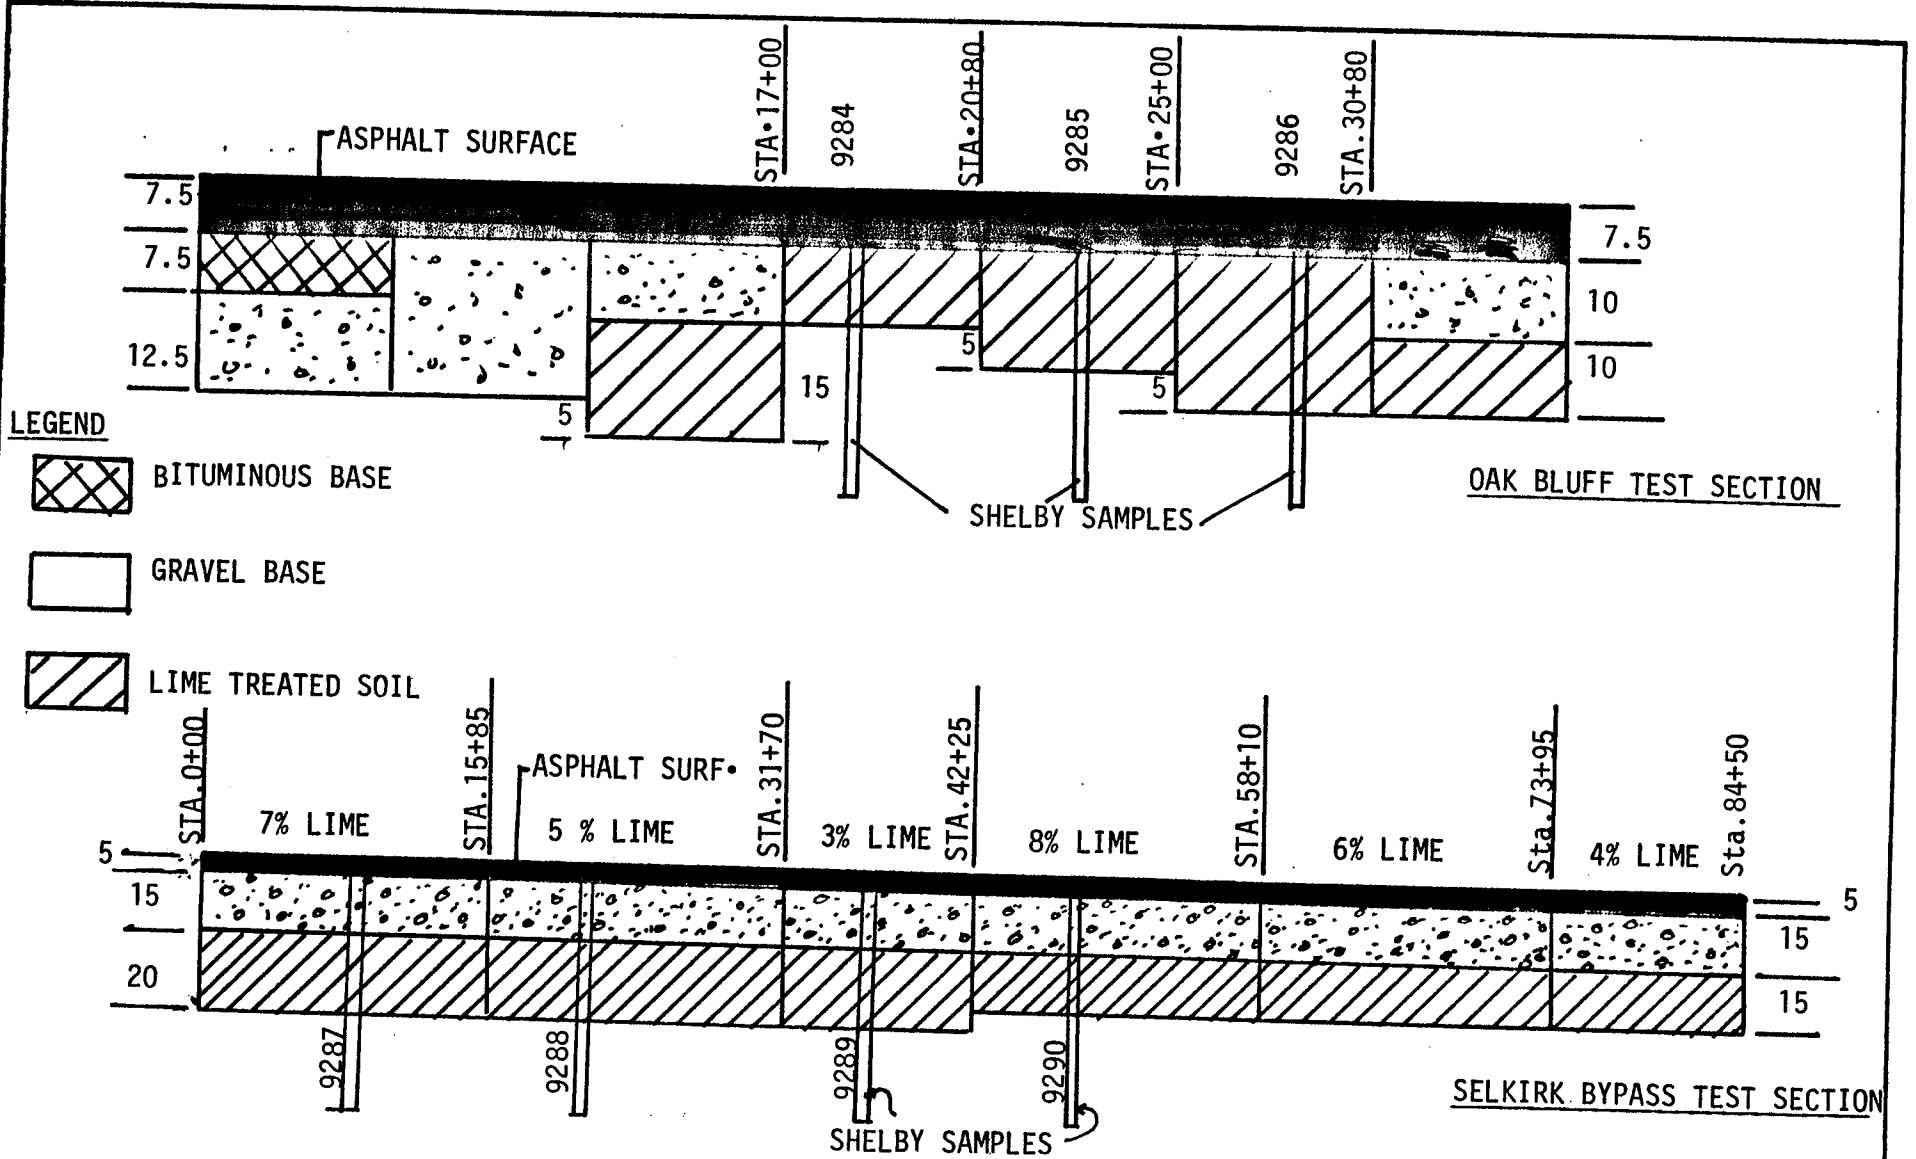 STA.17+00
9284
STA.20+80
9285
STA.25+00
9286
STA.30+80
ASPHALT SURFACE
7.5
7.5
12.5
5
15
5
5
7.5
10
10
SHELBY SAMPLES
OAK BLUFF TEST SECTION
LEGEND
BITUMINOUS BASE
GRAVEL BASE
LIME TREATED SOIL
STA.0+00
STA.15+85
STA.31+70
STA.42+25
STA.58+10
Sta.73+95
Sta.84+50
ASPHALT SURF.
7% LIME
5 % LIME
3% LIME
8% LIME
6% LIME
4% LIME
5
15
20
5
15
15
9287
9288
9289
9290
SHELBY SAMPLES
SELKIRK BYPASS TEST SECTION